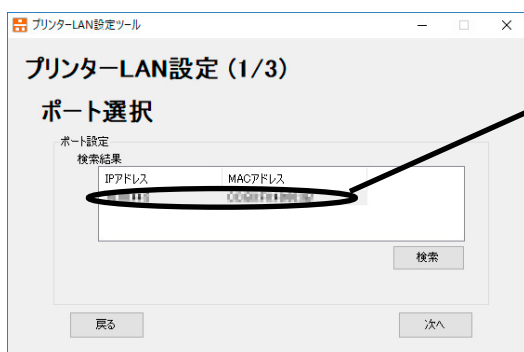 プリンターLAN設定ツール
プリンターLAN設定 (1/3)
ポート選択
ポート設定
検索結果
IPアドレス MACアドレス
検索
戻る 次へ